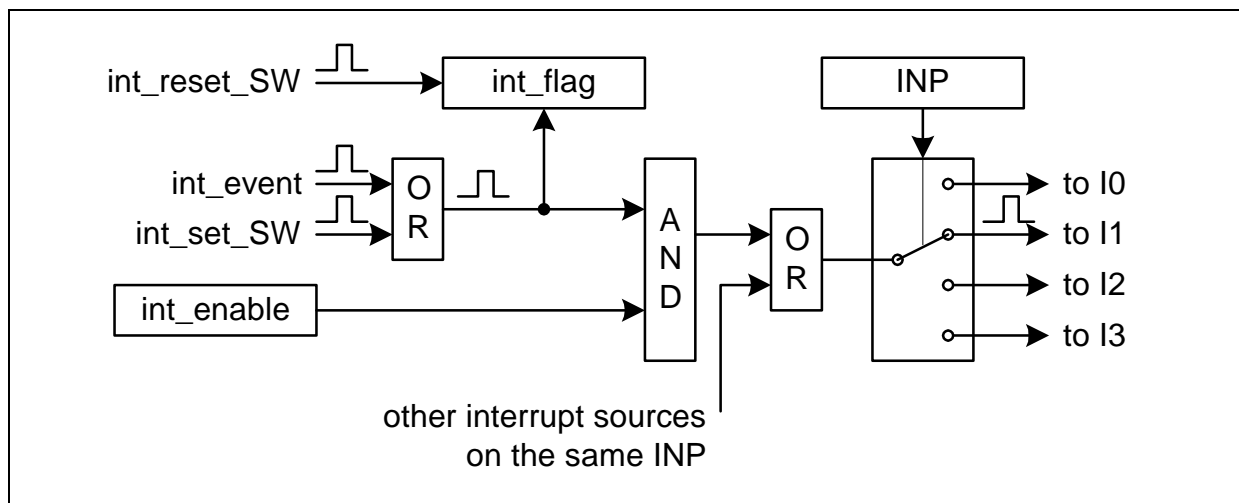 int_reset_SW
int_flag
INP
int_event
int_set_SW
O
R
int_enable
A
N
D
O
R
to I0
to I1
to I2
to I3
other interrupt sources
on the same INP